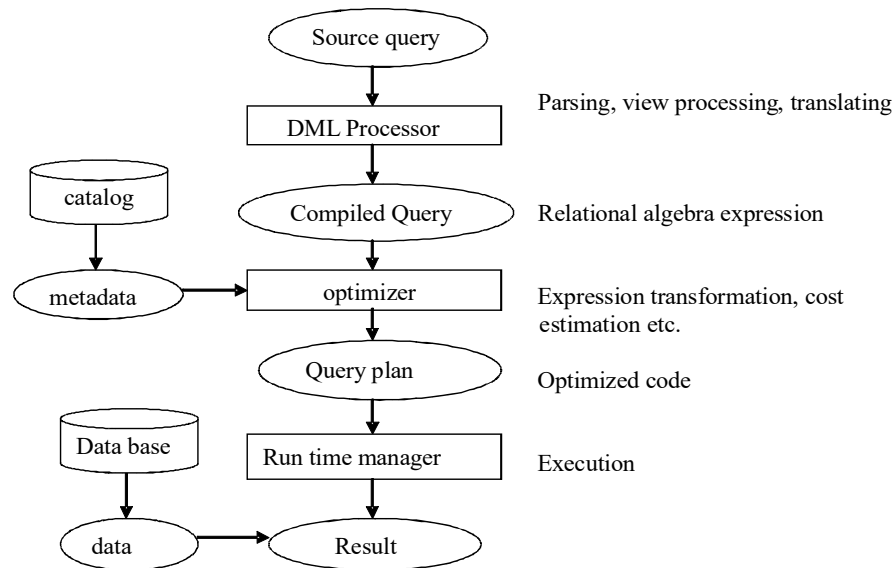 Source query
Parsing, view processing, translating
DML Processor
catalog
Compiled Query
Relational algebra expression
metadata
optimizer
Expression transformation, cost
estimation etc.
Query plan
Optimized code
Data base
Run time manager
Execution
data
Result